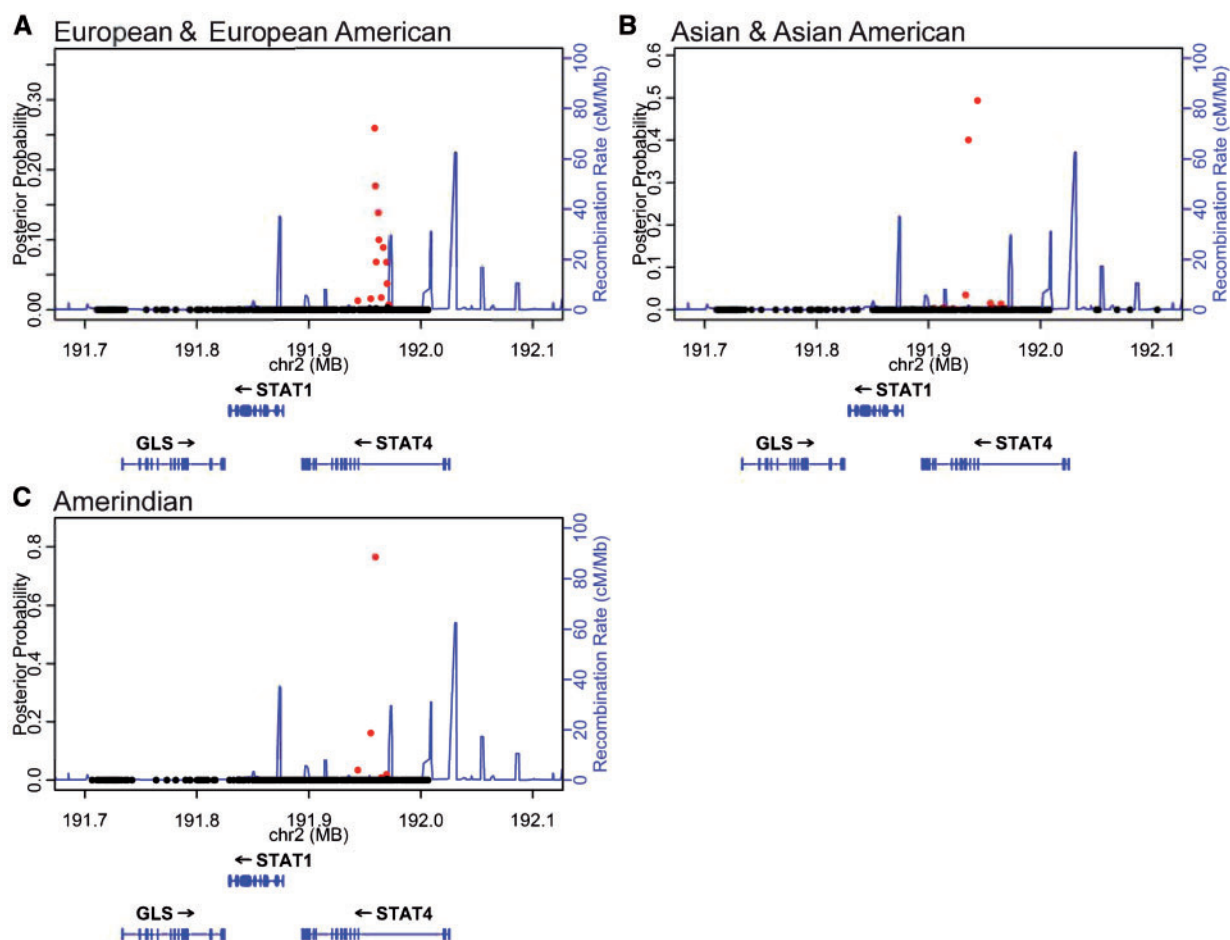 A European & European American
Posterior Probability
0.00 0.10 0.20 0.30
Recombination Rate (cM/Mb)
0 20 40 60 80 100
191.7 191.8 191.9 192.0 192.1
chr2 (MB)
← STAT1
GLS →
← STAT4
B Asian & Asian American
Posterior Probability
0.0 0.1 0.2 0.3 0.4 0.5 0.6
Recombination Rate (cM/Mb)
0 20 40 60 80 100
191.7 191.8 191.9 192.0 192.1
chr2 (MB)
← STAT1
GLS →
← STAT4
C Amerindian
Posterior Probability
0.0 0.2 0.4 0.6 0.8
Recombination Rate (cM/Mb)
0 20 40 60 80 100
191.7 191.8 191.9 192.0 192.1
chr2 (MB)
← STAT1
GLS →
← STAT4